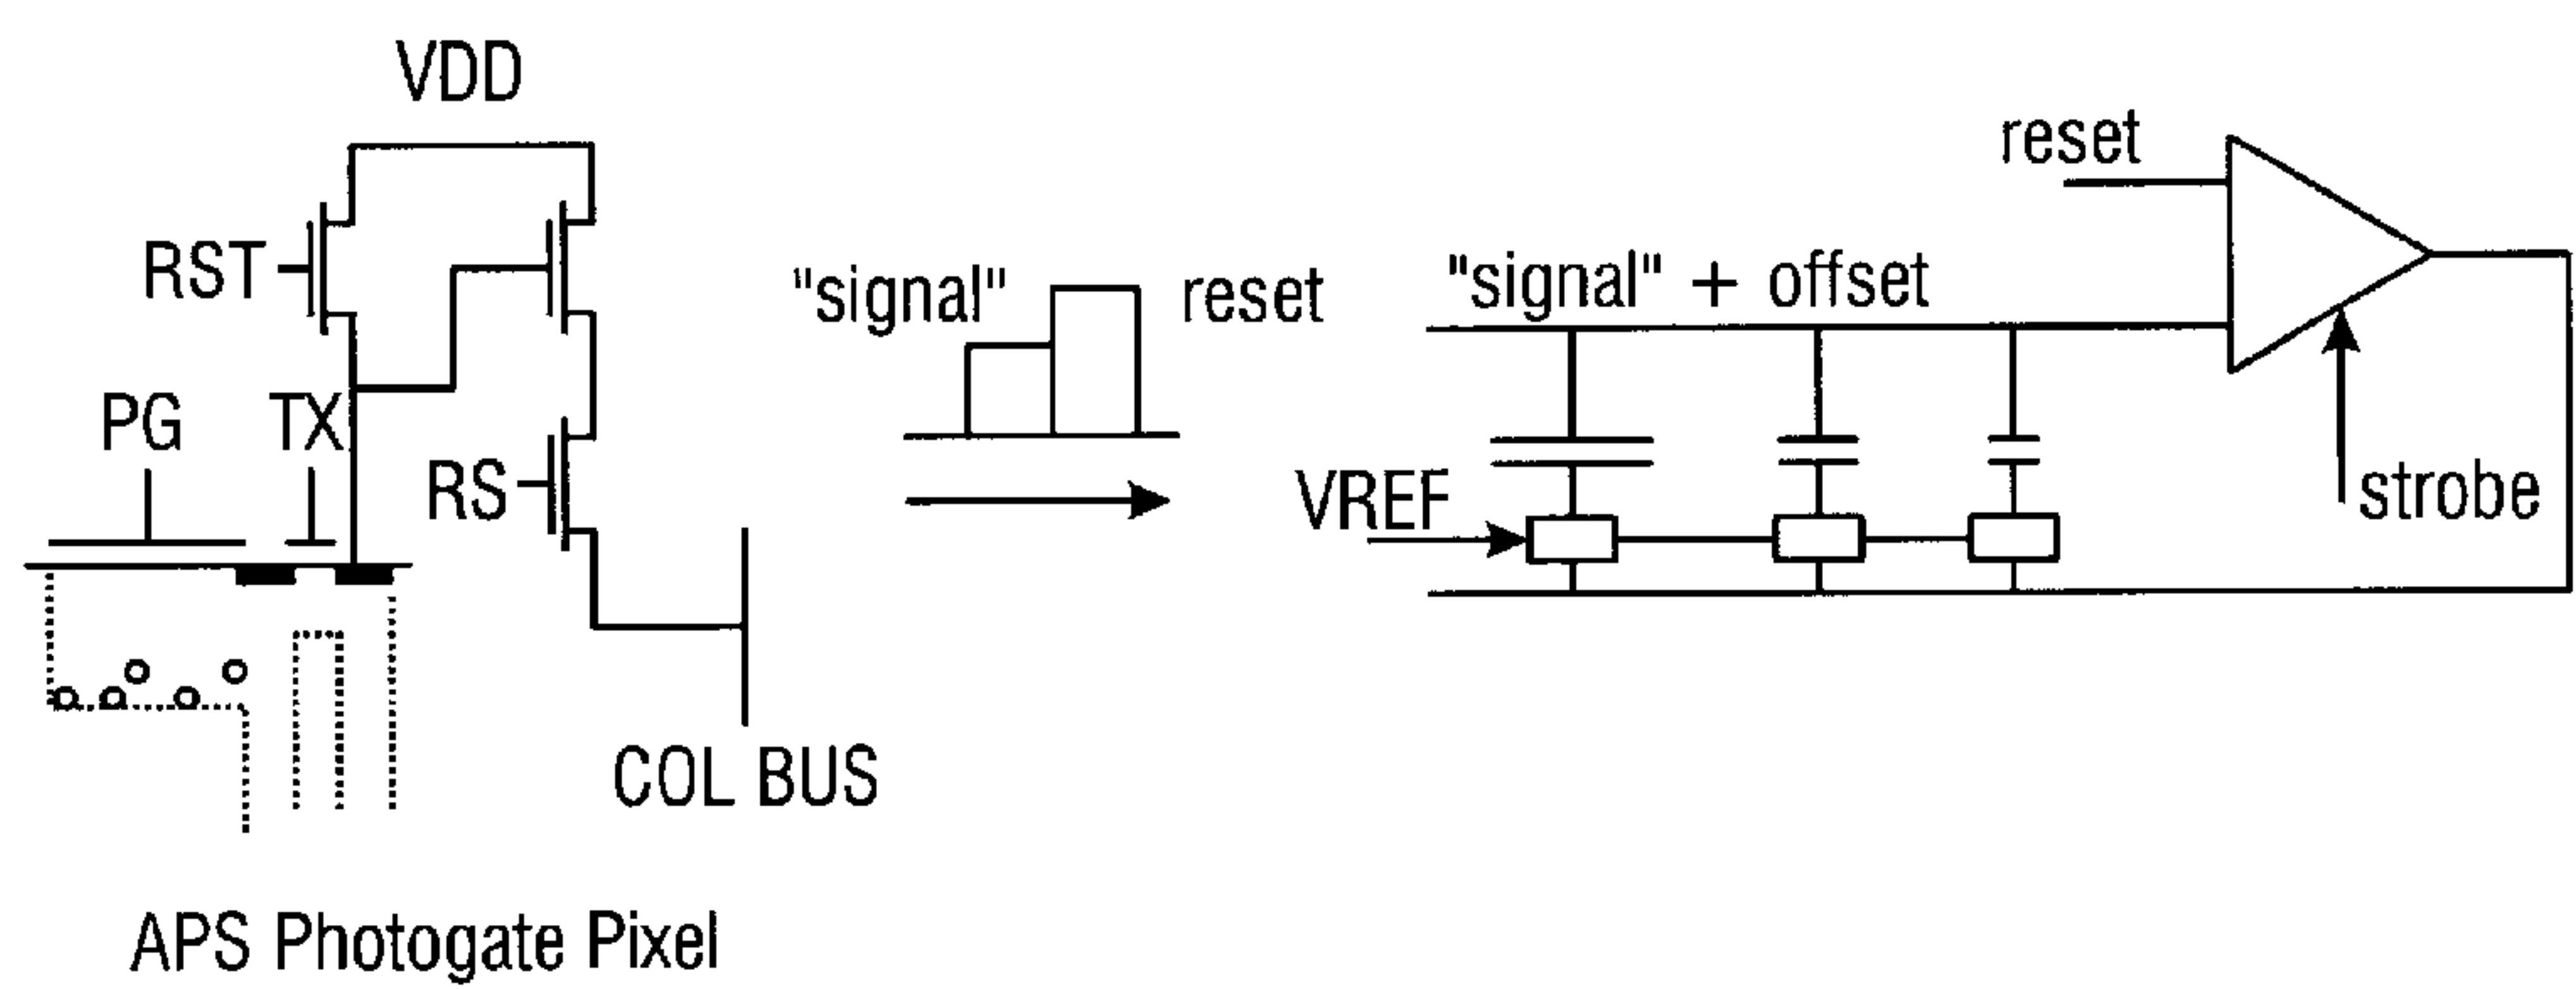 VDD
reset
RST
"signal" reset
"signal" + offset
PG TX
RS
VREF
strobe
COL BUS
APS Photogate Pixel